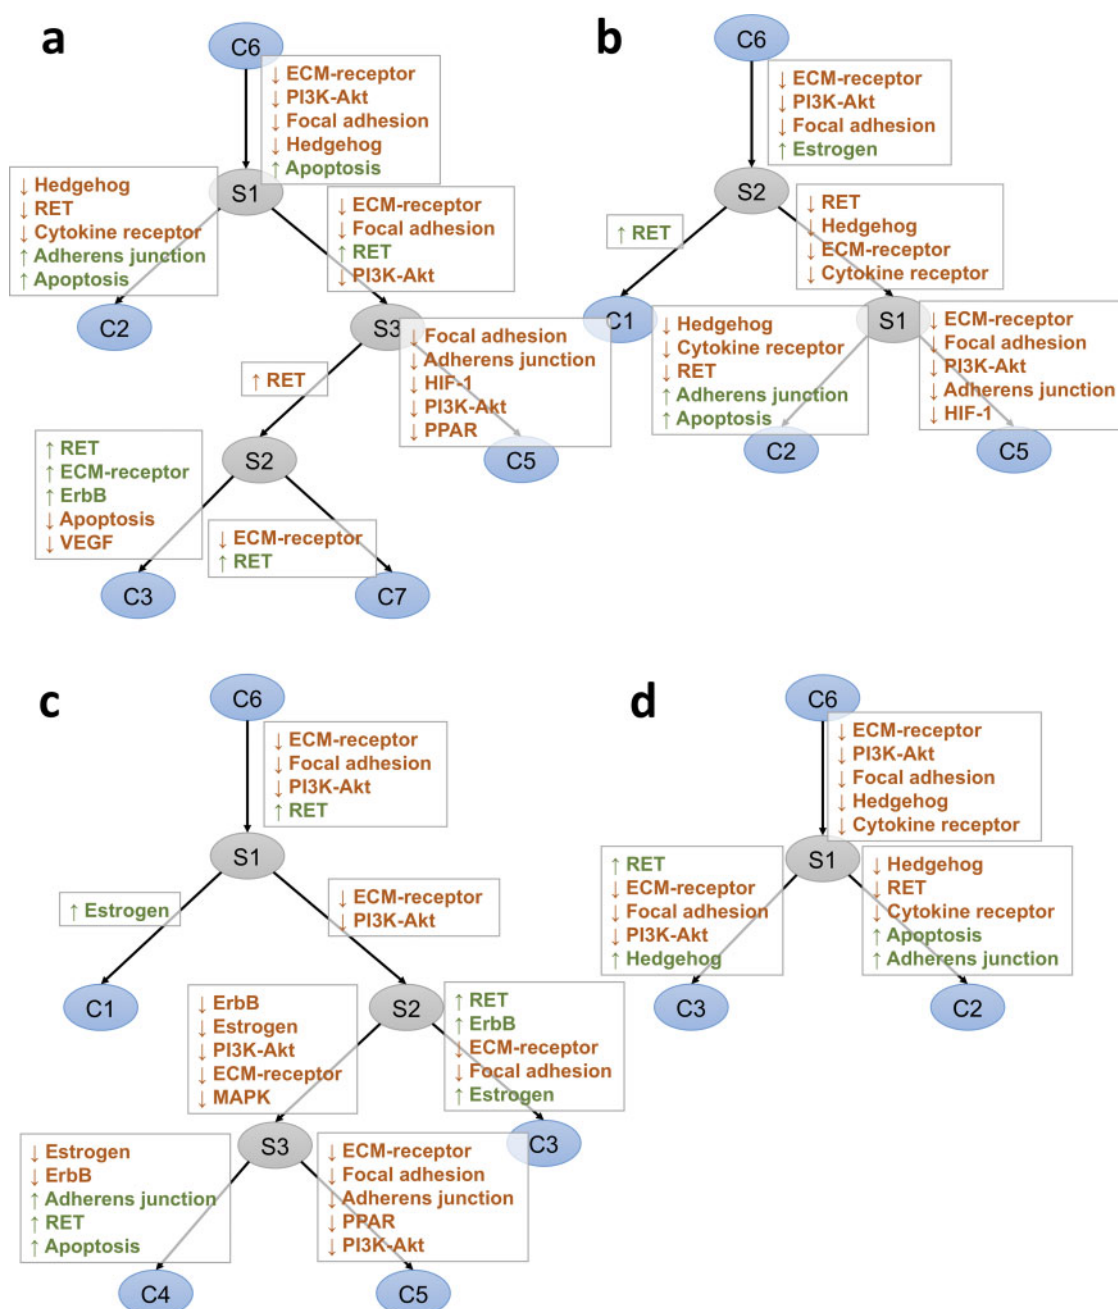 a
C6
↓ ECM-receptor
↓ PI3K-Akt
↓ Focal adhesion
↓ Hedgehog
↑ Apoptosis
S1
↓ Hedgehog
↓ RET
↓ Cytokine receptor
↑ Adherens junction
↑ Apoptosis
↓ ECM-receptor
↓ Focal adhesion
↑ RET
↓ PI3K-Akt
C2
S3
↓ Focal adhesion
↓ Adherens junction
↓ HIF-1
↓ PI3K-Akt
↓ PPAR
↑ RET
C5
S2
↑ RET
↑ ECM-receptor
↑ ErbB
↓ Apoptosis
↓ VEGF
↓ ECM-receptor
↑ RET
C3
C7
b
C6
↓ ECM-receptor
↓ PI3K-Akt
↓ Focal adhesion
↑ Estrogen
S2
↑ RET
↓ RET
↓ Hedgehog
↓ ECM-receptor
↓ Cytokine receptor
C1
S1
↓ Hedgehog
↓ Cytokine receptor
↓ RET
↑ Adherens junction
↑ Apoptosis
↓ ECM-receptor
↓ Focal adhesion
↓ PI3K-Akt
↓ Adherens junction
↓ HIF-1
C2
C5
c
C6
↓ ECM-receptor
↓ Focal adhesion
↓ PI3K-Akt
↑ RET
S1
↑ Estrogen
↓ ECM-receptor
↓ PI3K-Akt
C1
S2
↓ ErbB
↓ Estrogen
↓ PI3K-Akt
↓ ECM-receptor
↓ MAPK
↑ RET
↑ ErbB
↓ ECM-receptor
↓ Focal adhesion
↑ Estrogen
S3
C3
↓ Estrogen
↓ ErbB
↑ Adherens junction
↑ RET
↑ Apoptosis
↓ ECM-receptor
↓ Focal adhesion
↓ Adherens junction
↓ PPAR
↓ PI3K-Akt
C4
C5
d
C6
↓ ECM-receptor
↓ PI3K-Akt
↓ Focal adhesion
↓ Hedgehog
↓ Cytokine receptor
S1
↑ RET
↓ ECM-receptor
↓ Focal adhesion
↓ PI3K-Akt
↑ Hedgehog
↓ Hedgehog
↓ RET
↓ Cytokine receptor
↑ Apoptosis
↑ Adherens junction
C3
C2